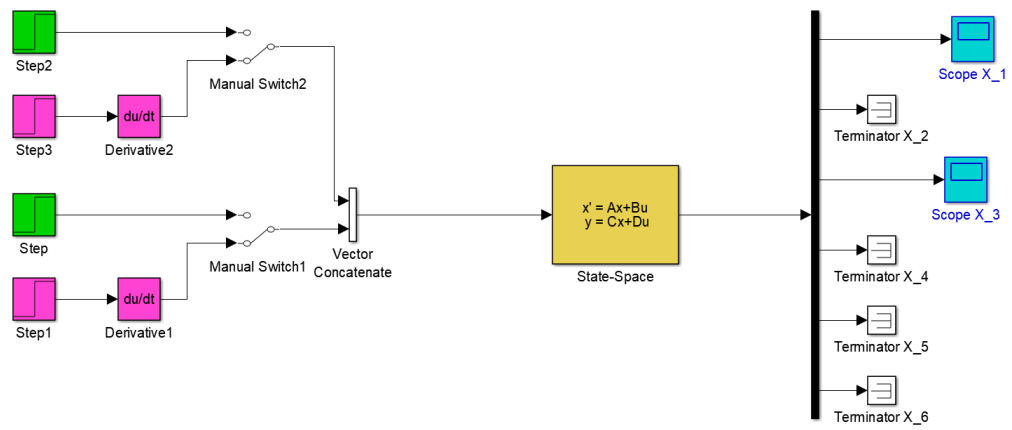 Step2
Manual Switch2
du/dt
Step3
Derivative2
Step
Manual Switch1
du/dt
Step1
Derivative1
Vector
Concatenate
x' = Ax+Bu
y = Cx+Du
State-Space
Scope X_1
Terminator X_2
Scope X_3
Terminator X_4
Terminator X_5
Terminator X_6